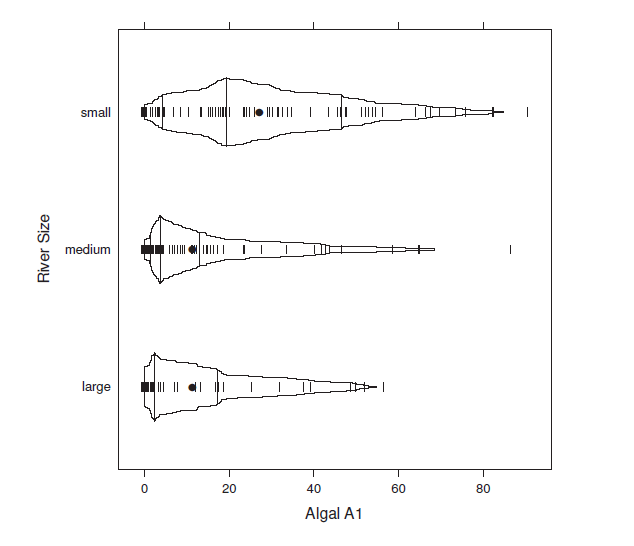 small
medium
large
River Size
0 20 40 60 80
Algal A1